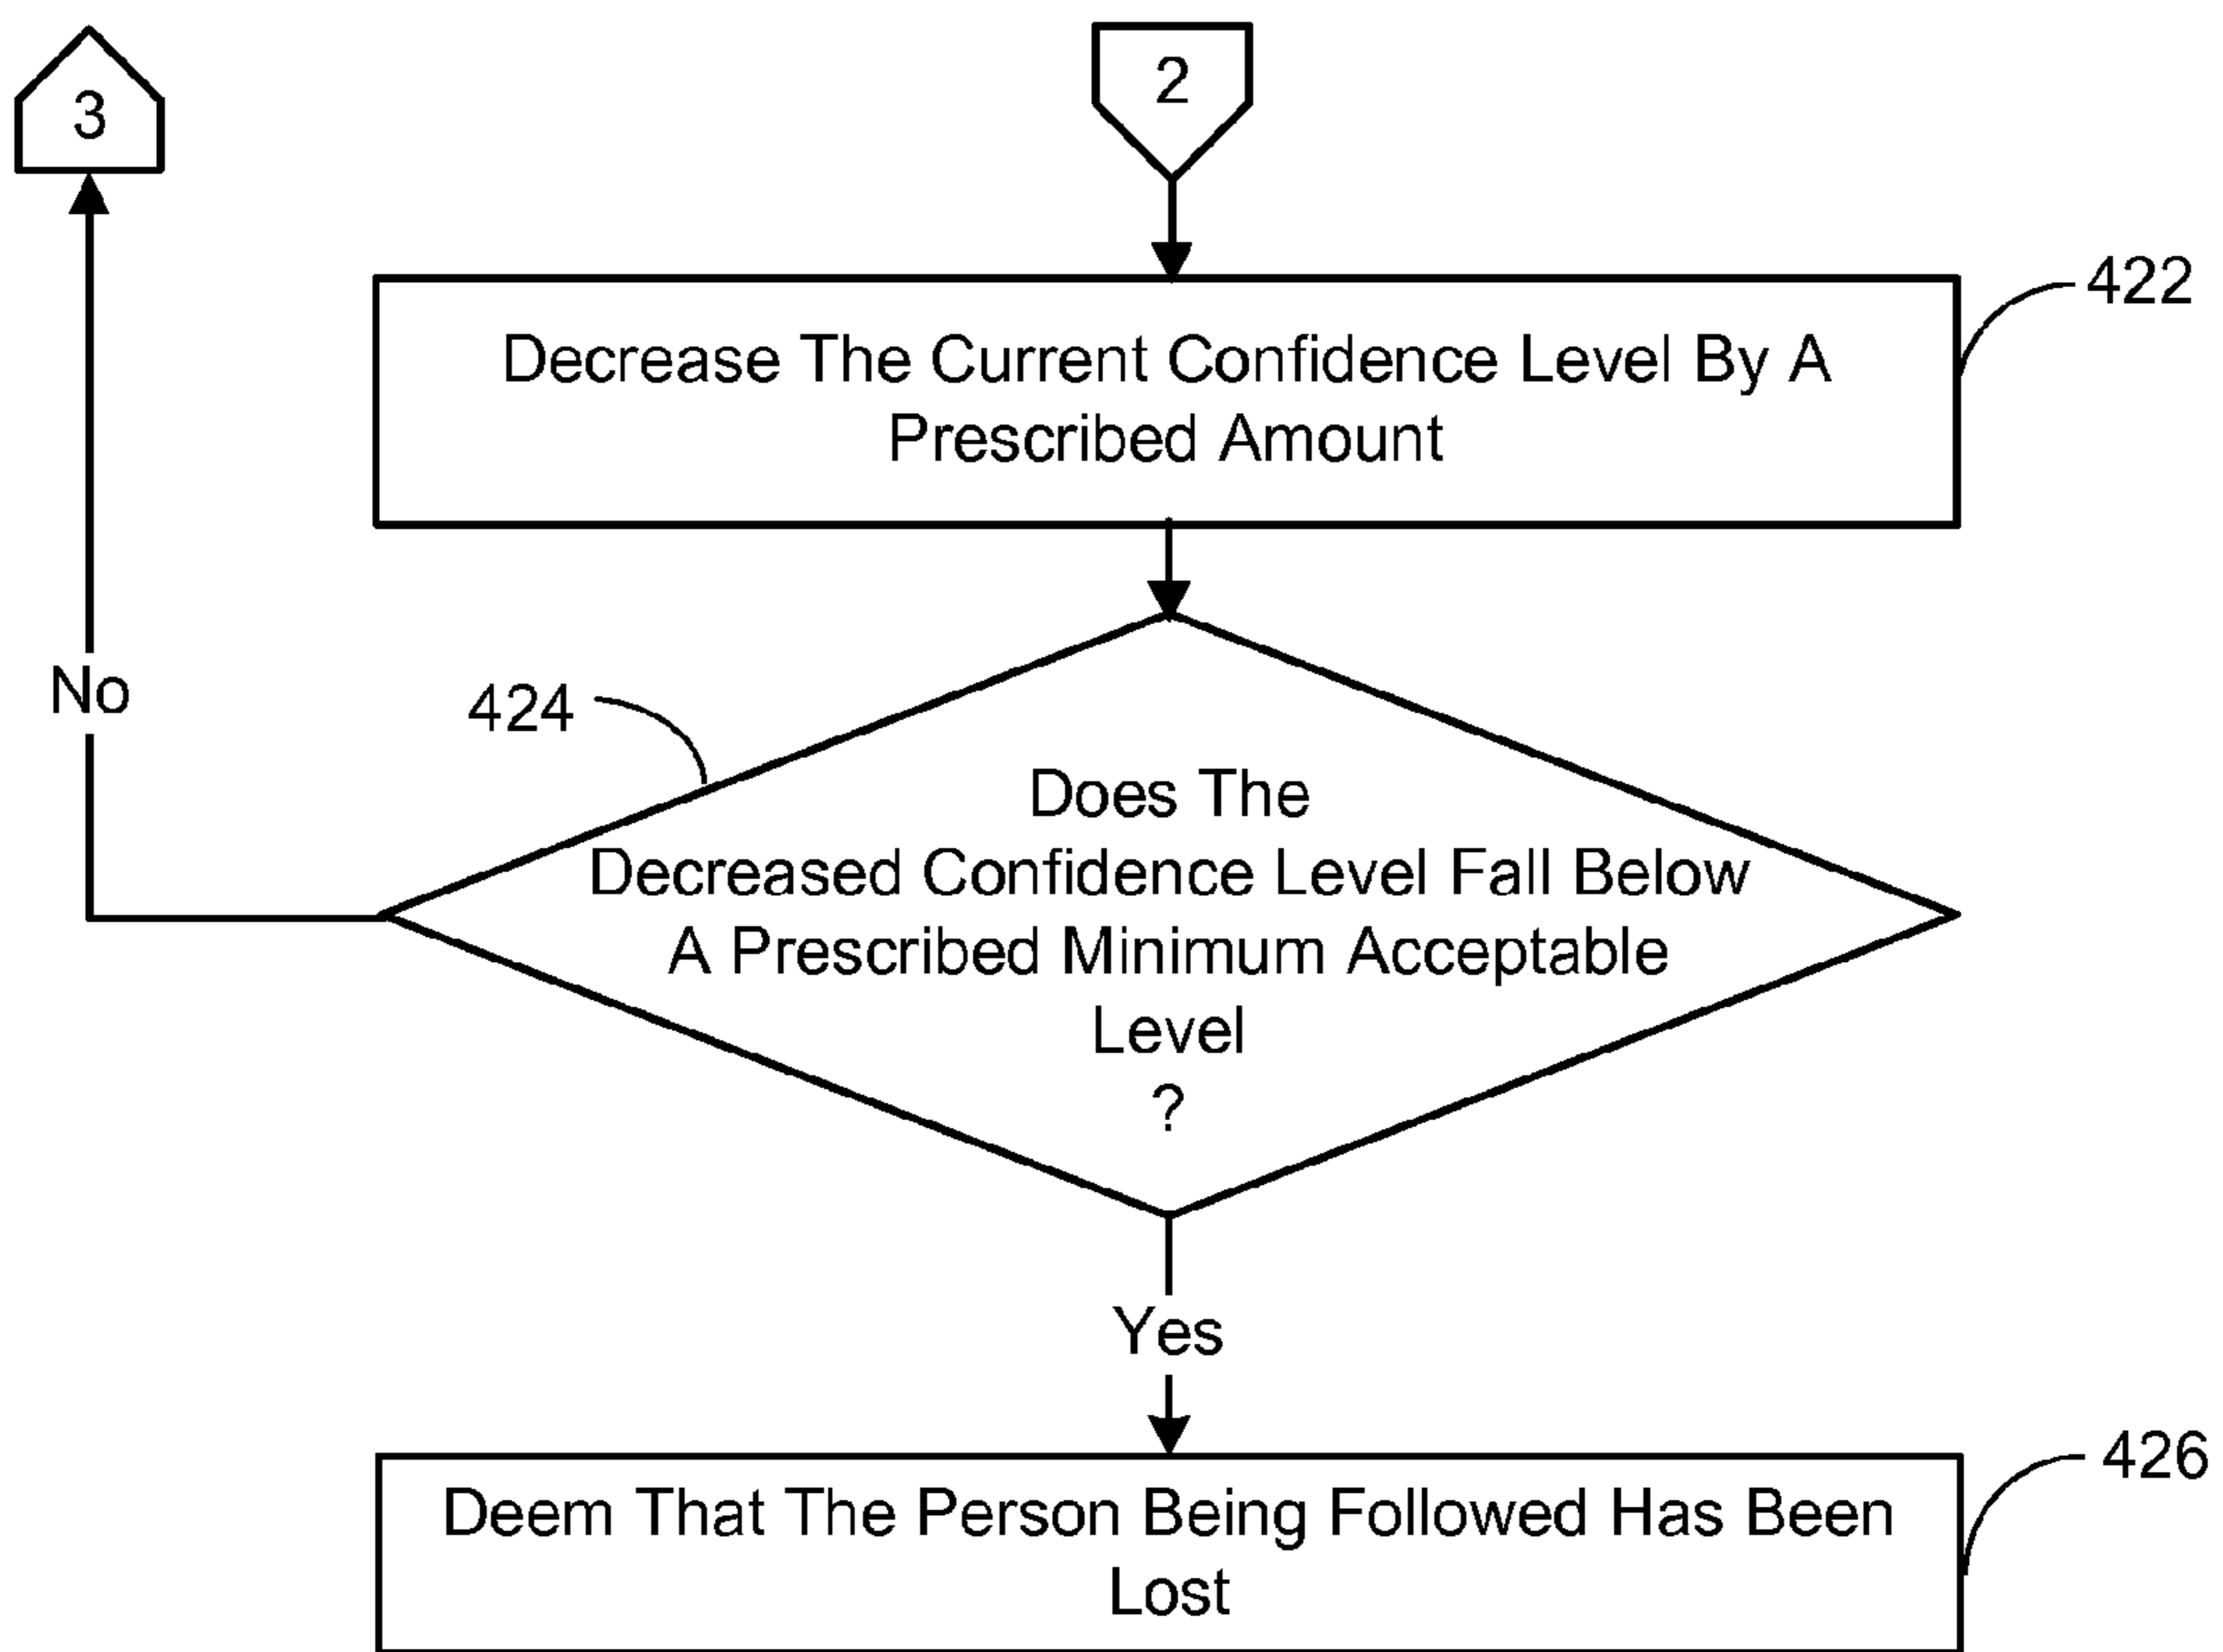 3
2
422
Decrease The Current Confidence Level By A
Prescribed Amount
No
424
Does The
Decreased Confidence Level Fall Below
A Prescribed Minimum Acceptable
Level
?
Yes
426
Deem That The Person Being Followed Has Been
Lost